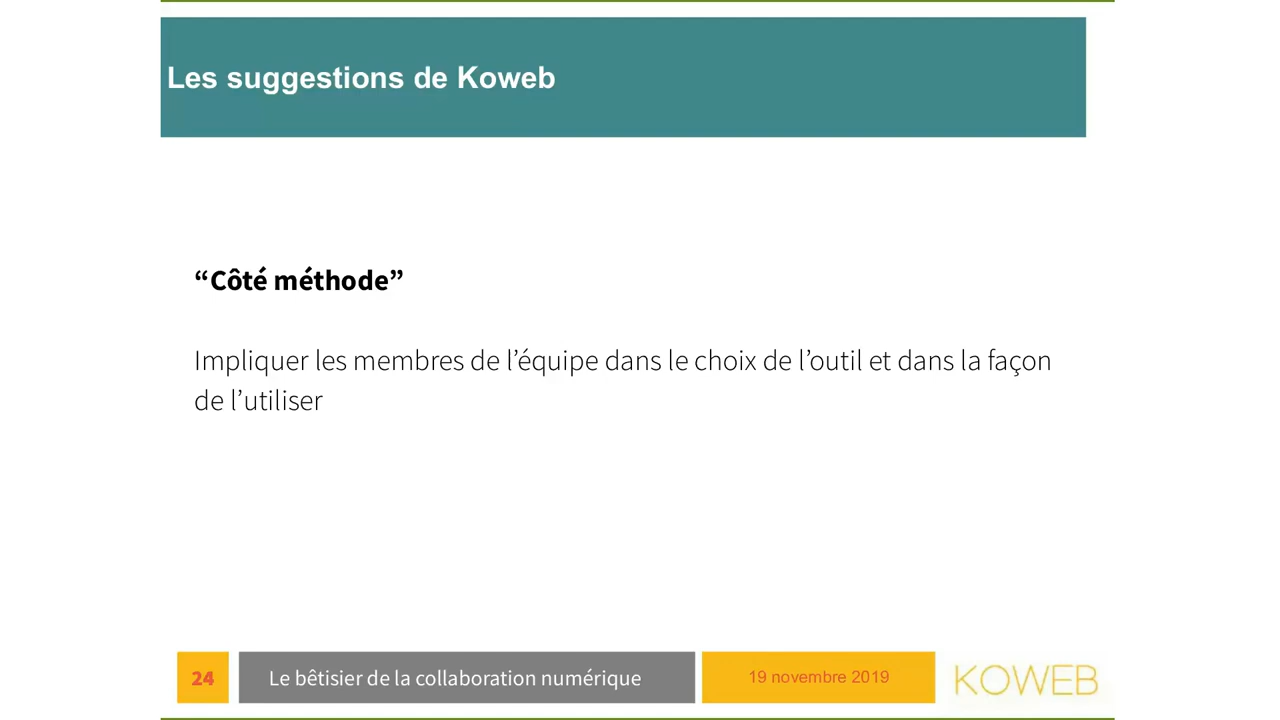 Les suggestions de Koweb
“Côté méthode”
Impliquer les membres de l’équipe dans le choix de l’outil et dans la façon
de l’utiliser
24
Le bêtisier de la collaboration numérique
19 novembre 2019
KOWEB